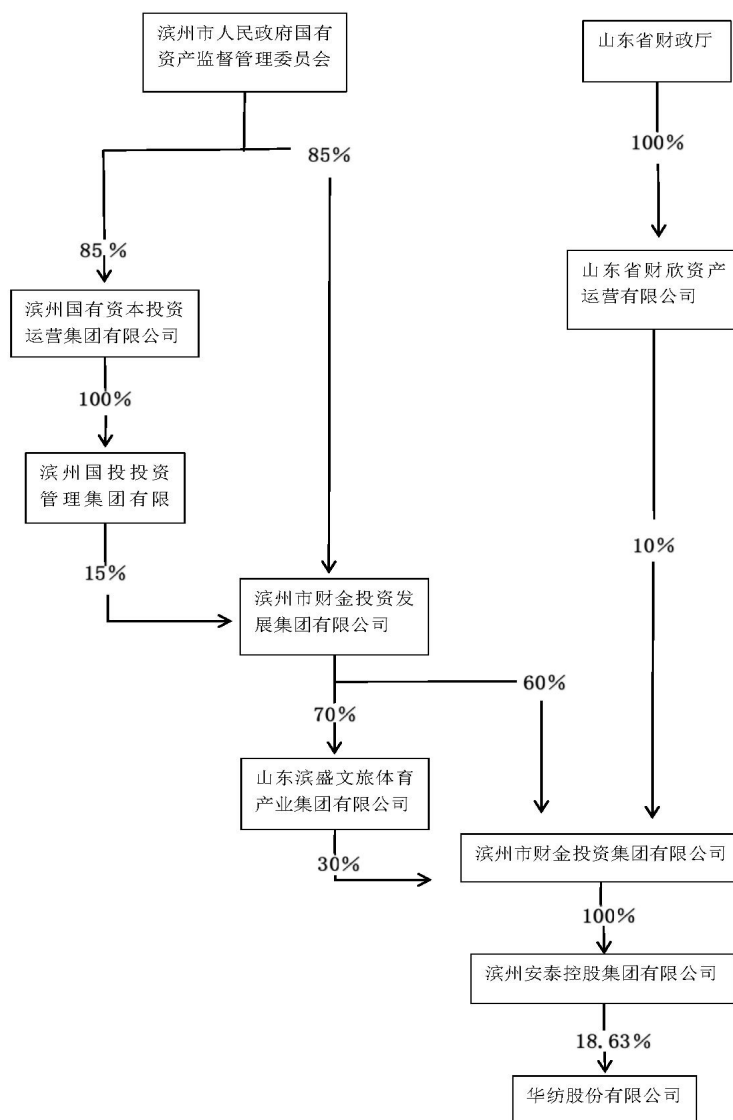 滨州市人民政府国有
资产监督管理委员会
山东省财政厅
85%
100%
85%
滨州国有资本投资
运营集团有限公司
山东省财欣资产
运营有限公司
100%
滨州国投投资
管理集团有限
15%
10%
滨州市财金投资发
展集团有限公司
60%
70%
山东滨盛文旅体育
产业集团有限公司
30%
滨州市财金投资集团有限公司
100%
滨州安泰控股集团有限公司
18.63%
华纺股份有限公司